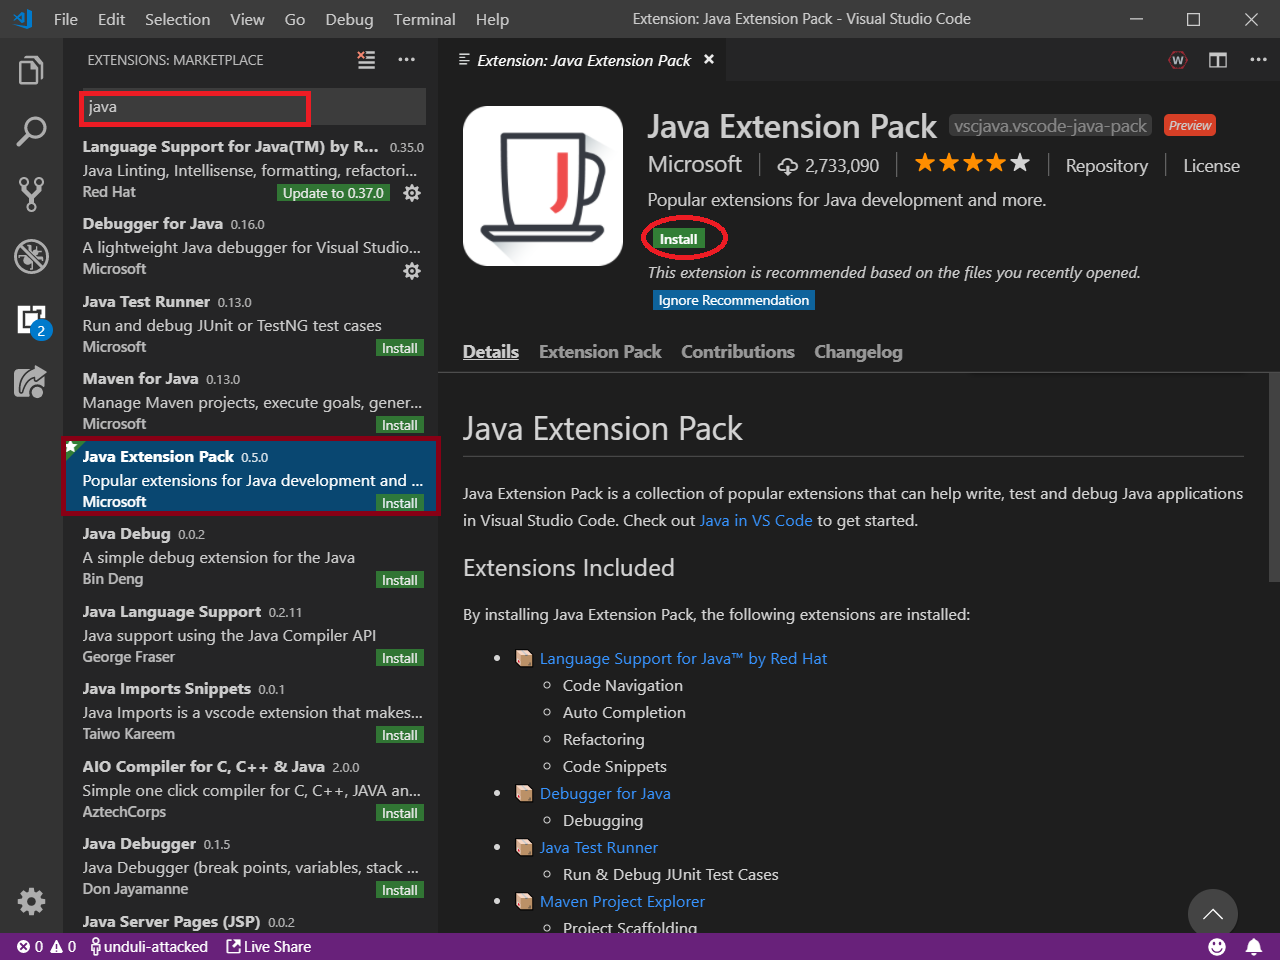 File Edit Selection View Go Debug Terminal Help Extension: Java Extension Pack - Visual Studio Code
EXTENSIONS: MARKETPLACE
java
Language Support for Java(TM) by R... 0.35.0
Java Linting, Intellisense, formatting, refactori...
Red Hat Update to 0.37.0
Debugger for Java 0.16.0
A lightweight Java debugger for Visual Studio...
Microsoft
Java Test Runner 0.13.0
Run and debug JUnit or TestNG test cases
Microsoft Install
Maven for Java 0.13.0
Manage Maven projects, execute goals, gener...
Microsoft Install
Java Extension Pack 0.5.0
Popular extensions for Java development and ...
Microsoft Install
Java Debug 0.0.2
A simple debug extension for the Java
Bin Deng Install
Java Language Support 0.2.11
Java support using the Java Compiler API
George Fraser Install
Java Imports Snippets 0.0.1
Java Imports is a vscode extension that makes...
Taiwo Kareem Install
AIO Compiler for C, C++ & Java 2.0.0
Simple one click compiler for C, C++, JAVA an...
AztechCorps Install
Java Debugger 0.1.5
Java Debugger (break points, variables, stack ...
Don Jayamanne Install
Java Server Pages (JSP) 0.0.2
2
Extension: Java Extension Pack
W
J
Java Extension Pack vscjava.vscode-java-pack Preview
Microsoft 2,733,090 Repository License
Popular extensions for Java development and more.
Install
This extension is recommended based on the files you recently opened.
Ignore Recommendation
Details Extension Pack Contributions Changelog
Java Extension Pack
Java Extension Pack is a collection of popular extensions that can help write, test and debug Java applications
in Visual Studio Code. Check out Java in VS Code to get started.
Extensions Included
By installing Java Extension Pack, the following extensions are installed:
Language Support for Java™ by Red Hat
Code Navigation
Auto Completion
Refactoring
Code Snippets
Debugger for Java
Debugging
Java Test Runner
Run & Debug JUnit Test Cases
Maven Project Explorer
Project Scaffolding
0 0 unduli-attacked Live Share